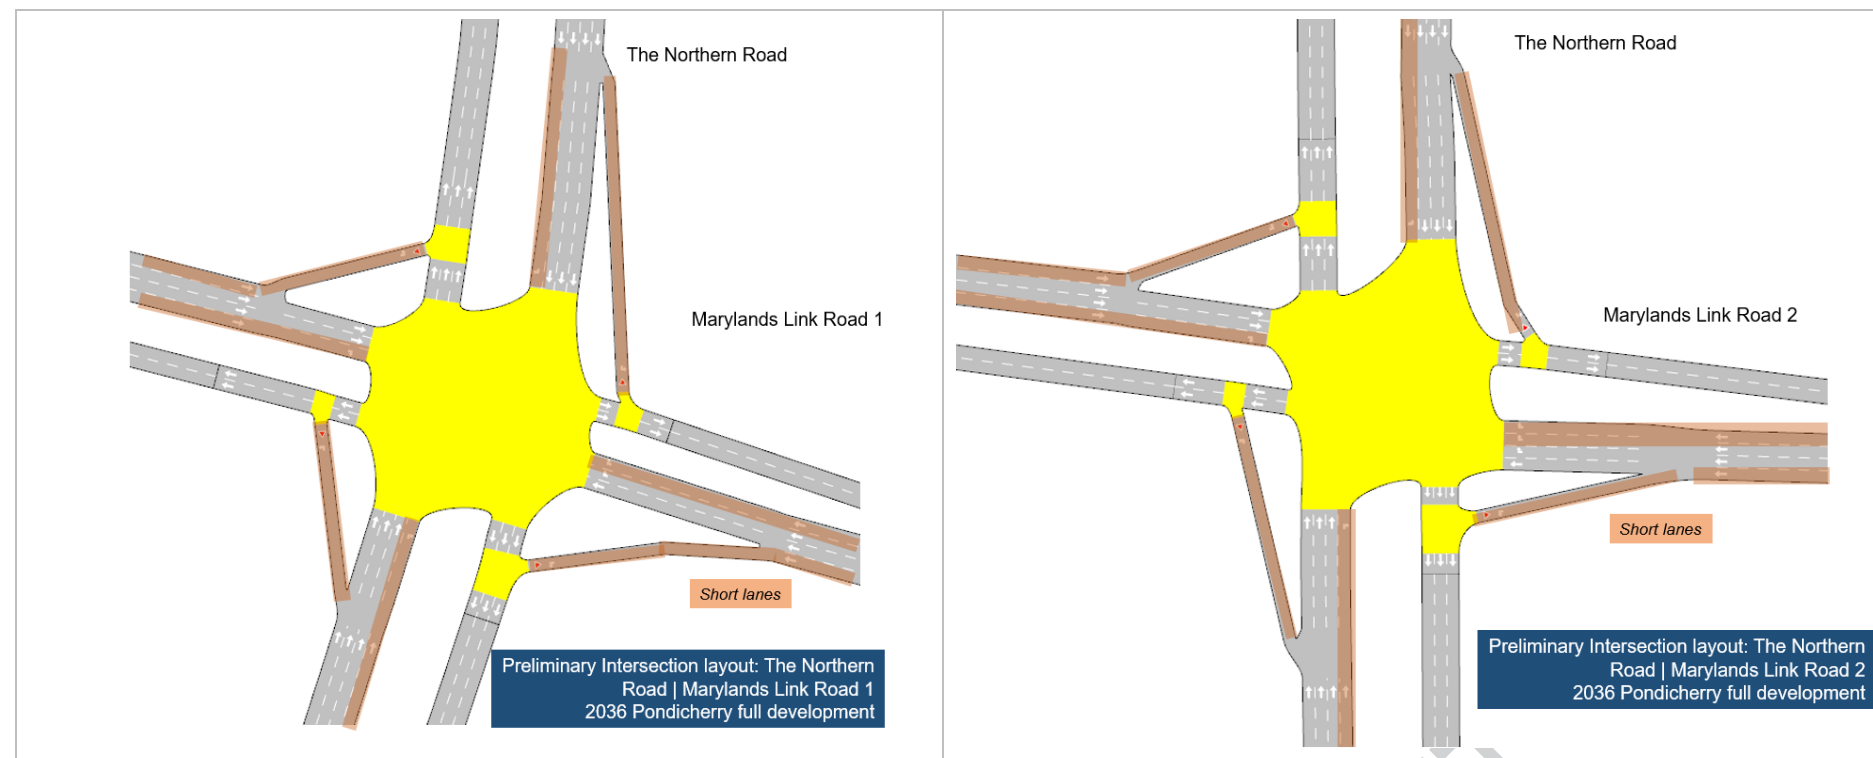 The Northern Road
Marylands Link Road 1
Short lanes
Preliminary Intersection layout: The Northern
Road | Marylands Link Road 1
2036 Pondicherry full development
The Northern Road
Marylands Link Road 2
Short lanes
Preliminary Intersection layout: The Northern
Road | Marylands Link Road 2
2036 Pondicherry full development